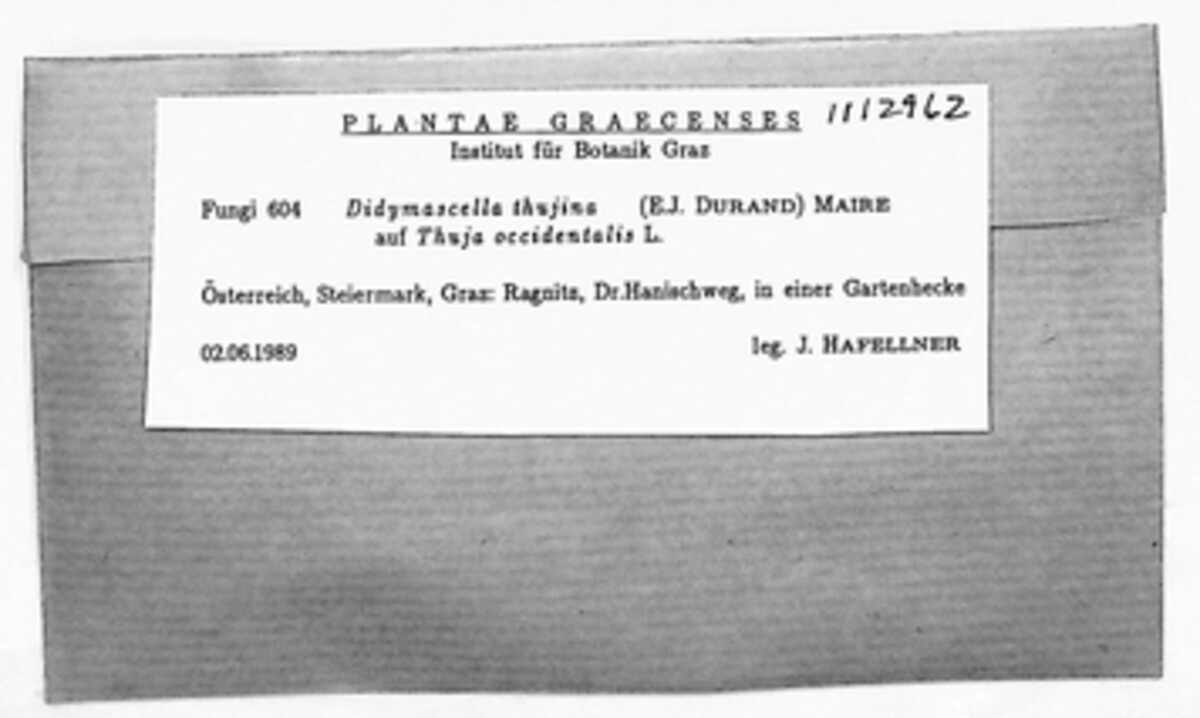 PLANTAE GRAECENSES 1112962
Institut für Botanik Graz
Fungi 604 Didymascella thujina (E.J. DURAND) MAIRE
auf Thuja occidentalis L.
Österreich, Steiermark, Graz: Ragnitz, Dr.Hanischweg, in einer Gartenhecke
02.06.1989 leg. J. HAFELLNER